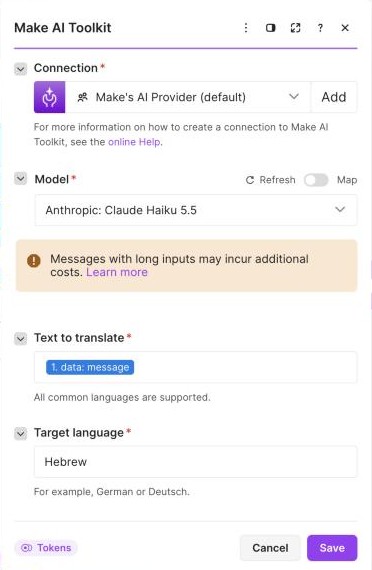 Make AI Toolkit
?
Connection *
Make's AI Provider (default)
Add
For more information on how to create a connection to Make AI
Toolkit, see the online Help.
Model *
Refresh
Map
Anthropic: Claude Haiku 5.5
Messages with long inputs may incur additional
costs. Learn more
Text to translate *
1. data: message
All common languages are supported.
Target language *
Hebrew
For example, German or Deutsch.
Tokens
Cancel
Save